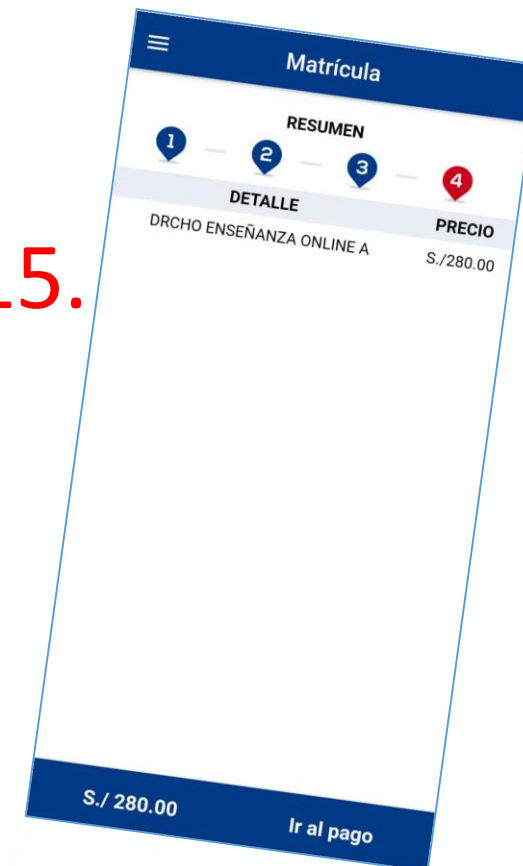 Matrícula
RESUMEN
1 2 3 4
DETALLE PRECIO
DRCHO ENSEÑANZA ONLINE A S./280.00
15.
S./ 280.00 Ir al pago